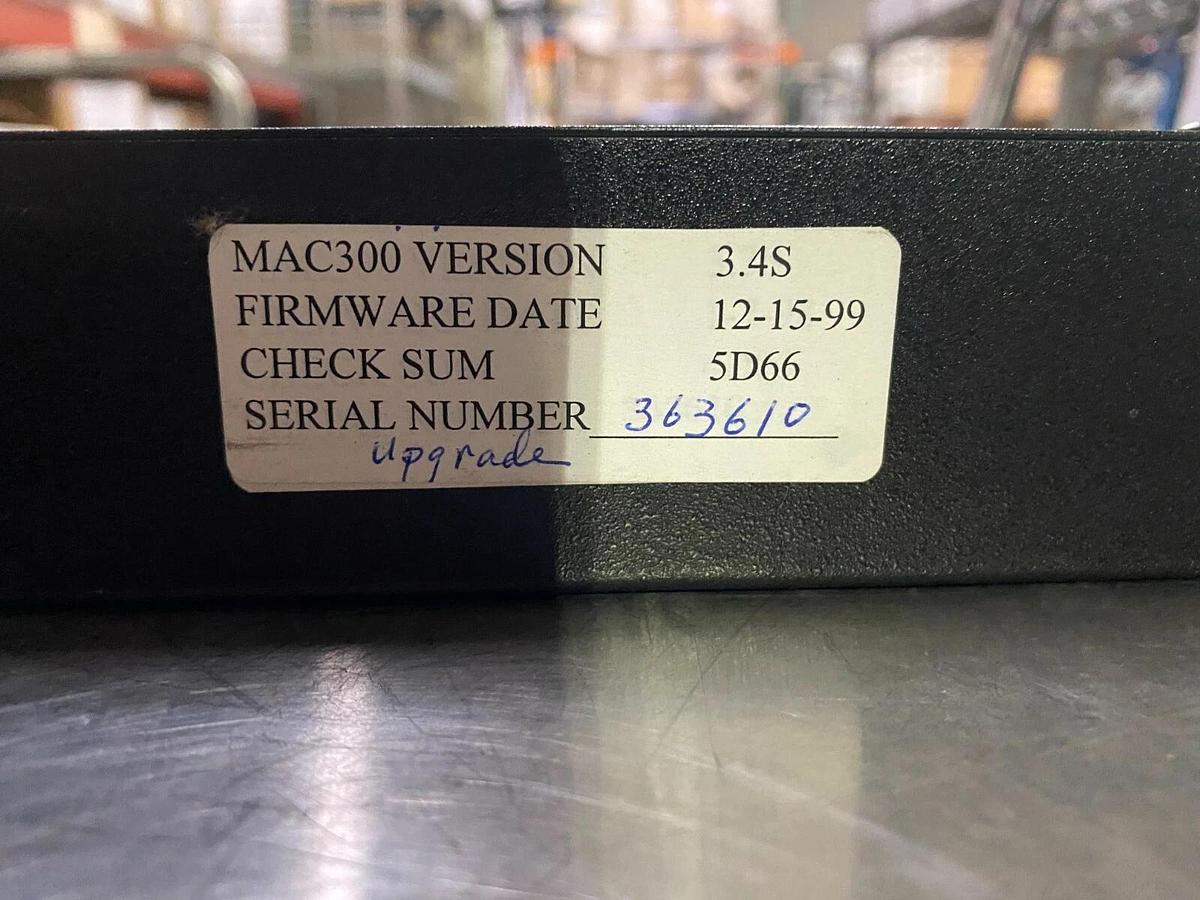 MAC300 VERSION 3.4S
FIRMWARE DATE 12-15-99
CHECK SUM 5D66
SERIAL NUMBER 363610
Upgrade